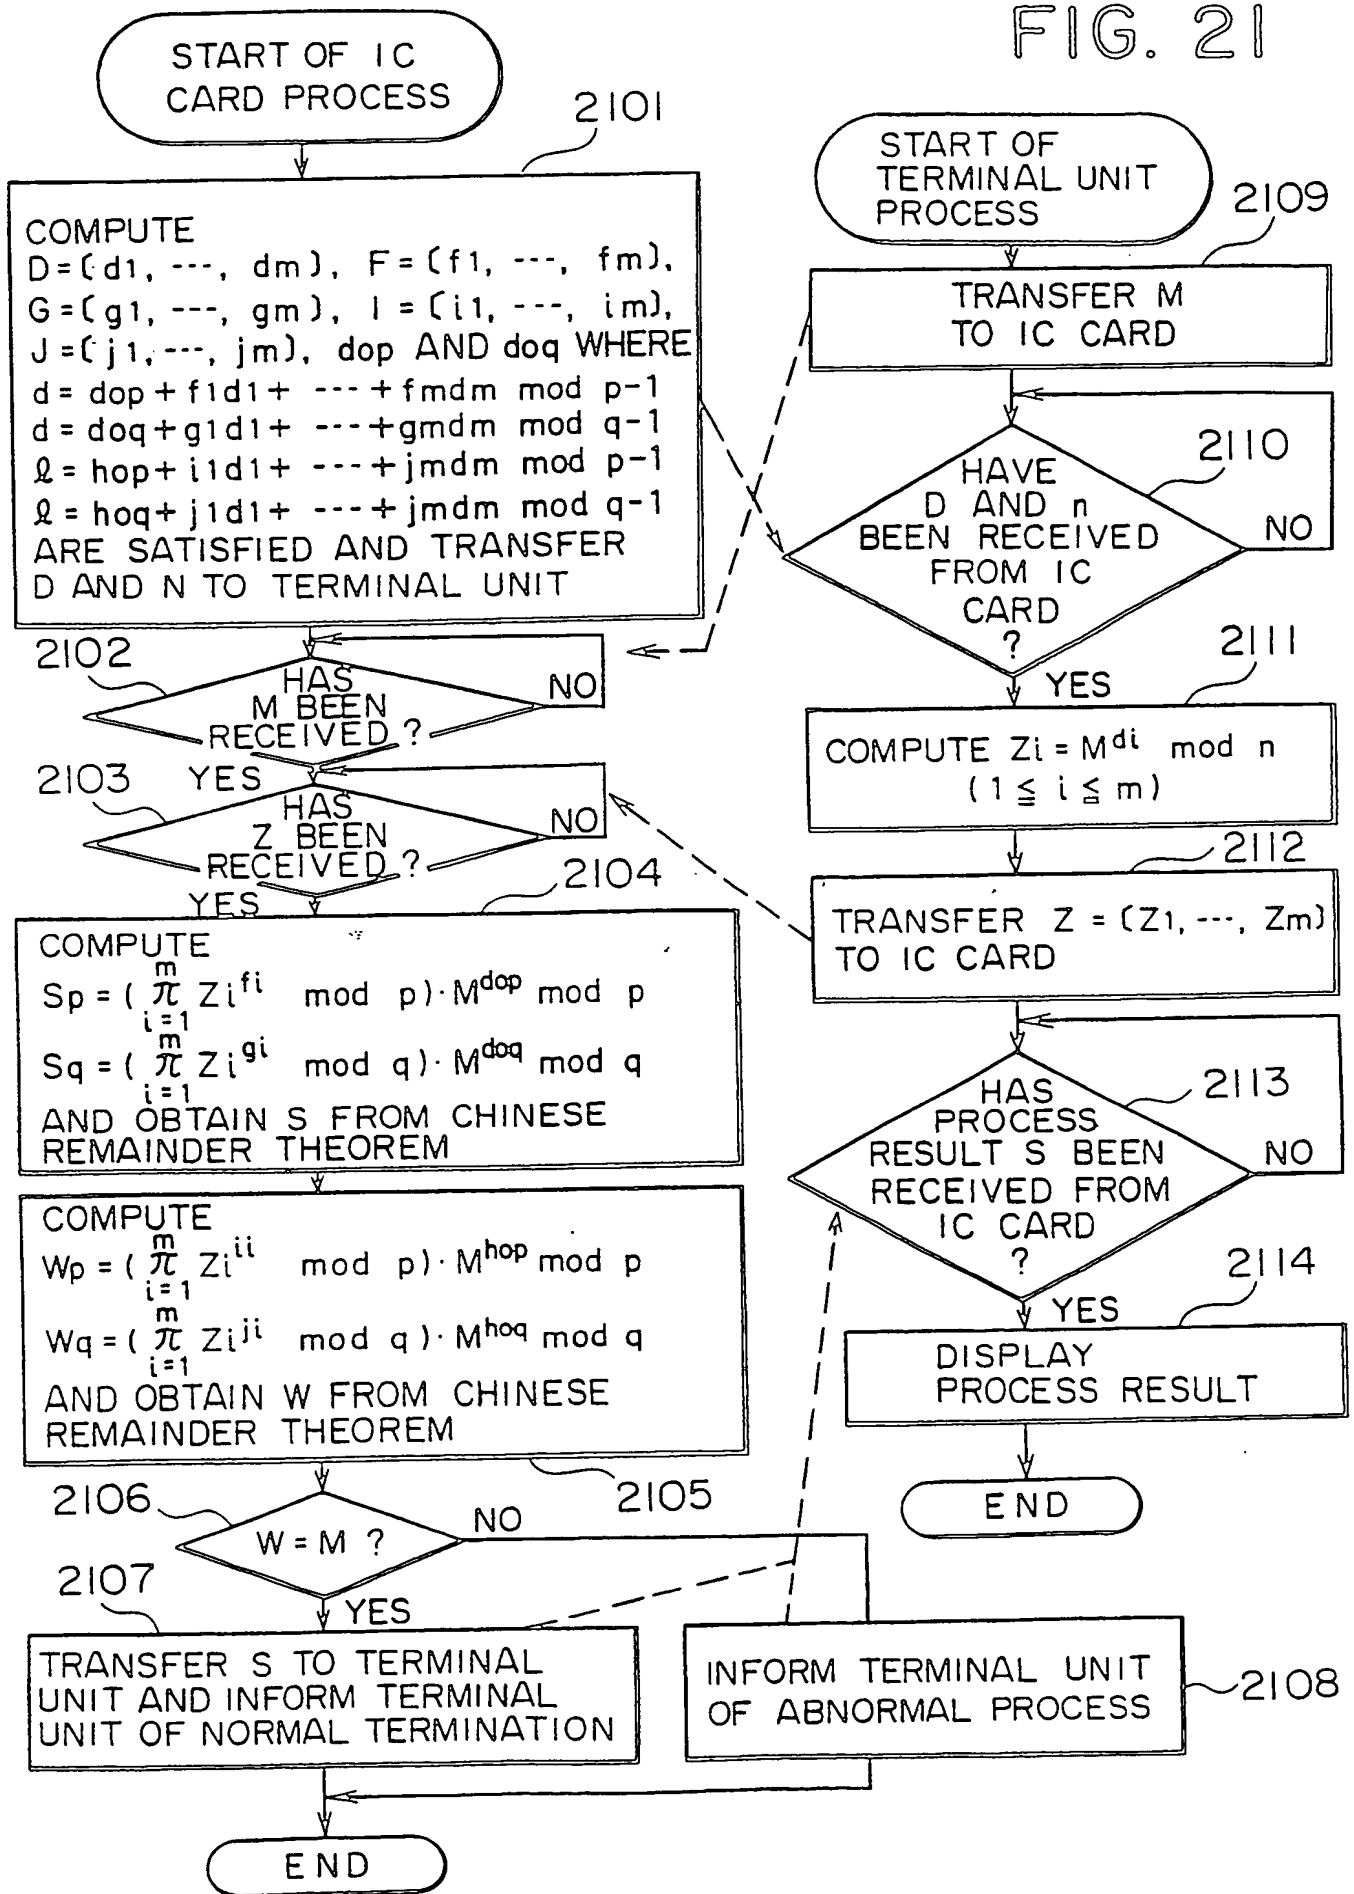 FIG. 21
START OF IC
CARD PROCESS
2101
COMPUTE
D=(d1, ---, dm), F=(f1, ---, fm),
G=(g1, ---, gm), I=(i1, ---, im),
J=(j1, ---, jm), dop AND doq WHERE
d=dop+f1d1+ ---+fmdm mod p-1
d=doq+g1d1+ ---+gmdm mod q-1
ℓ=hop+i1d1+ ---+jmdm mod p-1
ℓ=hoq+j1d1+ ---+jmdm mod q-1
ARE SATISFIED AND TRANSFER
D AND N TO TERMINAL UNIT
2102
HAS
M BEEN
RECEIVED ?
NO
YES
2103
HAS
Z BEEN
RECEIVED ?
NO
YES
2104
COMPUTE
m
Sp=( π Zi^fi mod p)·M^dop mod p
i=1
m
Sq=( π Zi^gi mod q)·M^doq mod q
i=1
AND OBTAIN S FROM CHINESE
REMAINDER THEOREM
COMPUTE
m
Wp=( π Zi^ii mod p)·M^hop mod p
i=1
m
Wq=( π Zi^ji mod q)·M^hoq mod q
i=1
AND OBTAIN W FROM CHINESE
REMAINDER THEOREM
2105
2106
W=M ?
NO
YES
2107
TRANSFER S TO TERMINAL
UNIT AND INFORM TERMINAL
UNIT OF NORMAL TERMINATION
INFORM TERMINAL UNIT
OF ABNORMAL PROCESS
2108
END
START OF
TERMINAL UNIT
PROCESS
2109
TRANSFER M
TO IC CARD
2110
HAVE
D AND n
BEEN RECEIVED
FROM IC
CARD
?
NO
YES
2111
COMPUTE Zi=M^di mod n
(1≦i≦m)
2112
TRANSFER Z=(Z1, ---, Zm)
TO IC CARD
2113
HAS
PROCESS
RESULT S BEEN
RECEIVED FROM
IC CARD
?
NO
YES
2114
DISPLAY
PROCESS RESULT
END